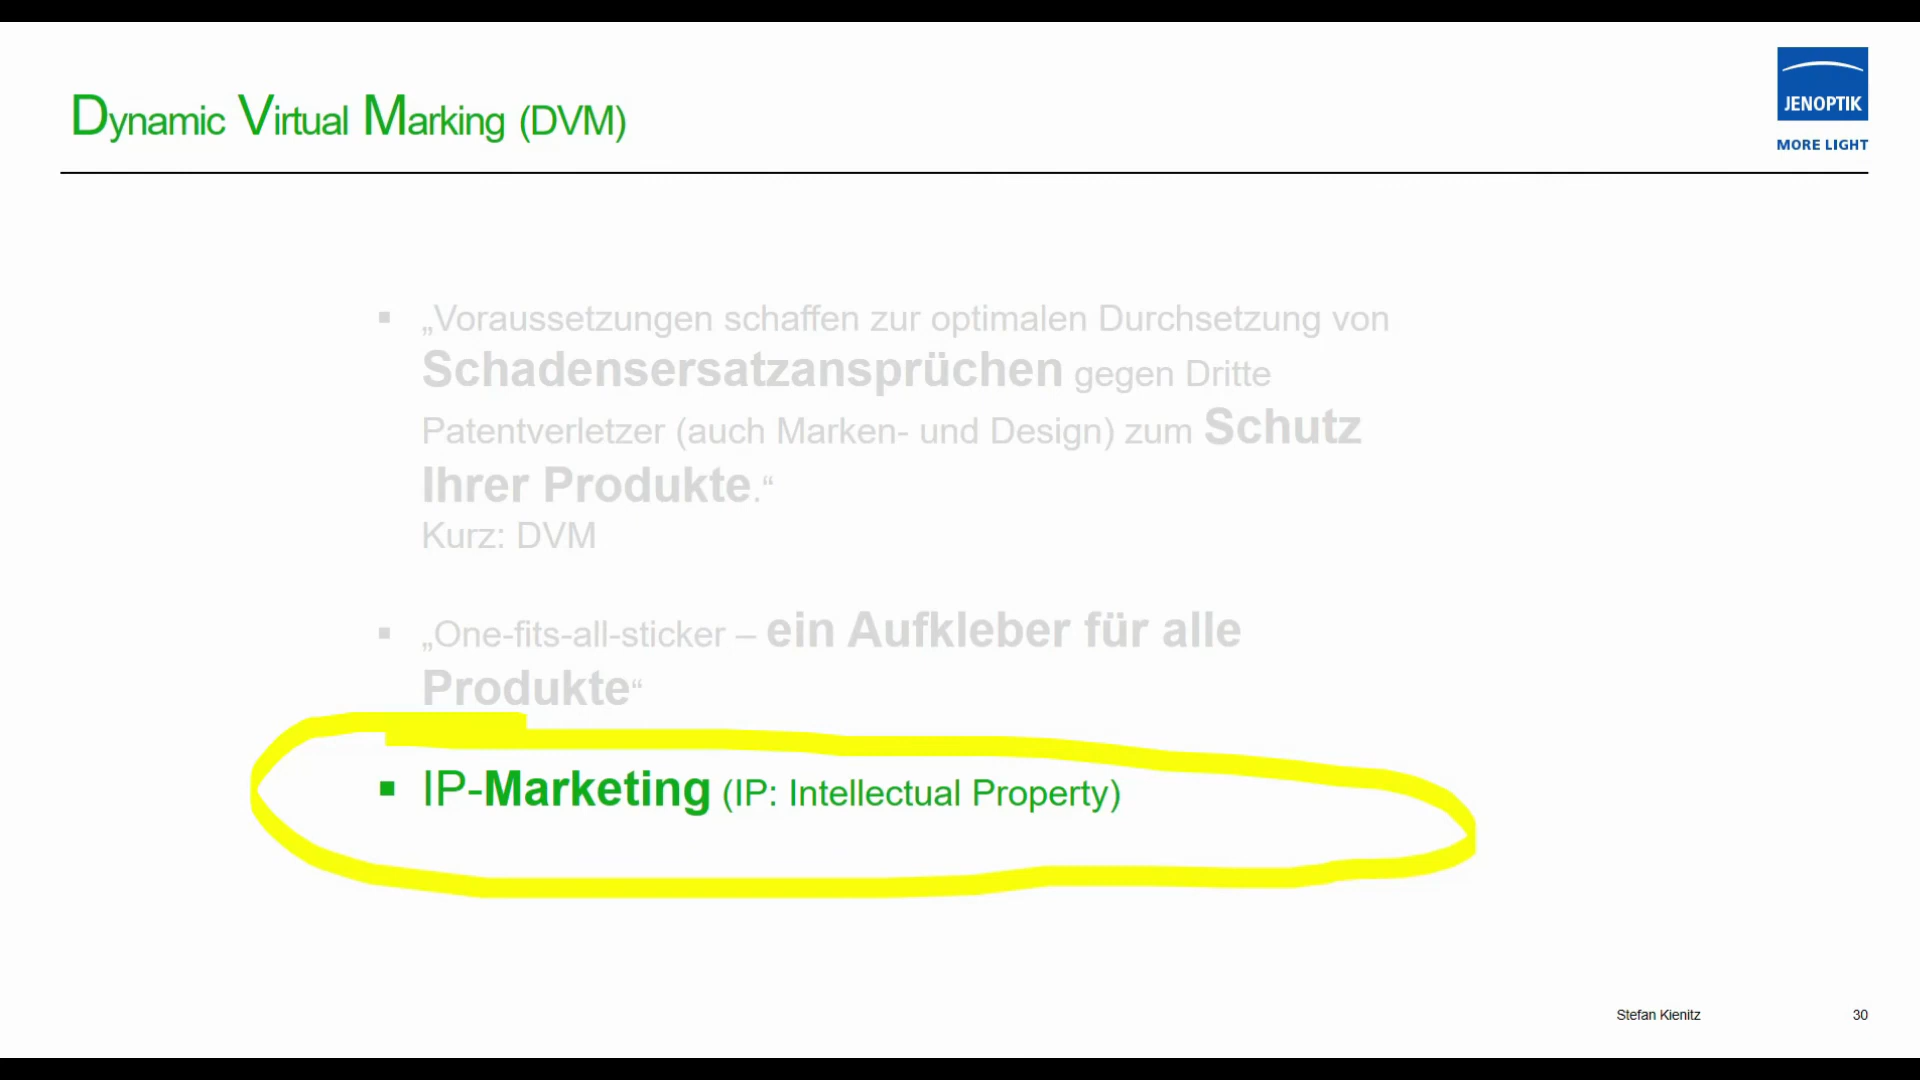 Dynamic Virtual Marking (DVM)
JENOPTIK
MORE LIGHT
▪ „Voraussetzungen schaffen zur optimalen Durchsetzung von
Schadensersatzansprüchen gegen Dritte
Patentverletzer (auch Marken- und Design) zum Schutz
Ihrer Produkte.“
Kurz: DVM
▪ „One-fits-all-sticker – ein Aufkleber für alle
Produkte“
▪ IP-Marketing (IP: Intellectual Property)
Stefan Kienitz 30